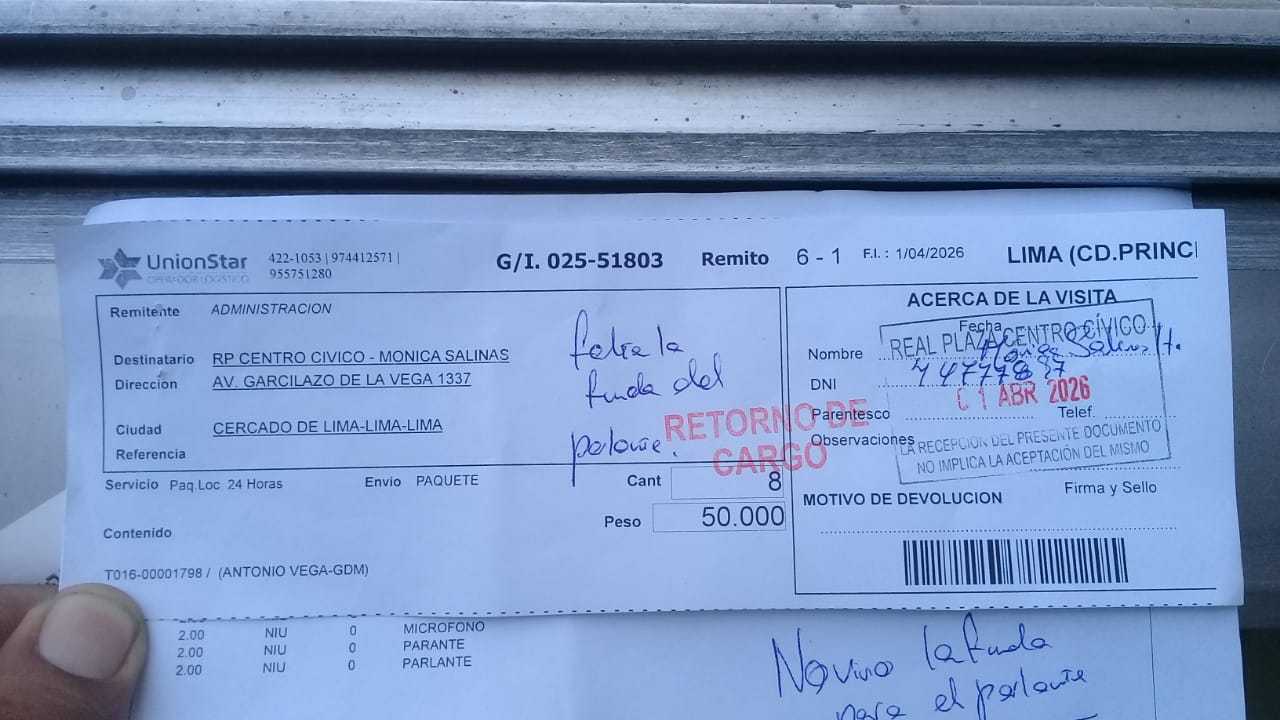 UnionStar
OPERADOR LOGISTICO
422-1053 | 974412571 |
955751280
G/I. 025-51803
Remito 6 - 1
F.I. : 1/04/2026
LIMA (CD.PRINCI
Remitente ADMINISTRACION
Destinatario RP CENTRO CIVICO - MONICA SALINAS
Direccion AV. GARCILAZO DE LA VEGA 1337
Ciudad CERCADO DE LIMA-LIMA-LIMA
Referencia
falta la
funda del
parlante.
RETORNO DE
CARGO
Servicio Paq.Loc 24 Horas
Envio PAQUETE
Cant 8
Peso 50.000
Contenido
T016-00001798 / (ANTONIO VEGA-GDM)
ACERCA DE LA VISITA
Fecha
REAL PLAZA CENTRO CÍVICO
Nombre Salinas
DNI
01 ABR 2026
Parentesco
Telef.
Observaciones
LA RECEPCIÓN DEL PRESENTE DOCUMENTO
NO IMPLICA LA ACEPTACIÓN DEL MISMO
Firma y Sello
MOTIVO DE DEVOLUCION
2.00 NIU 0 MICROFONO
2.00 NIU 0 PARANTE
2.00 NIU 0 PARLANTE
No vino la funda
para el parlante